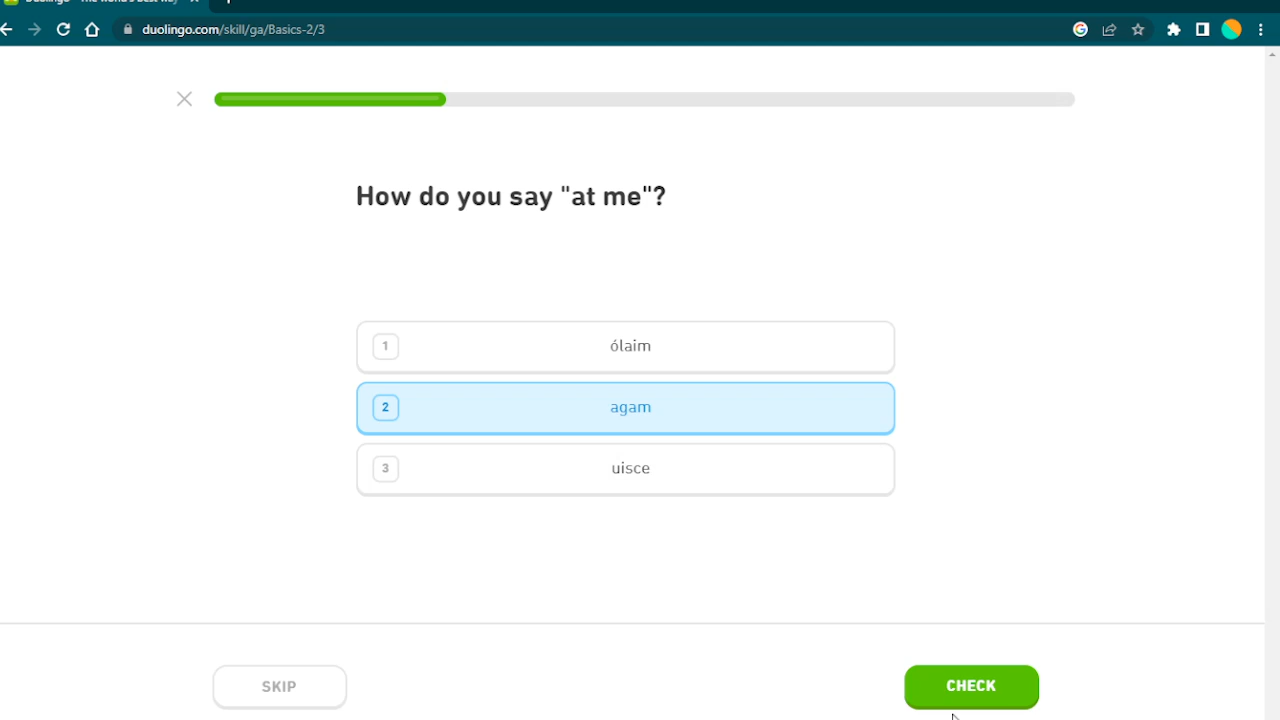 duolingo.com/skill/ga/Basics-2/3
How do you say "at me"?
1 ólaim
2 agam
3 uisce
SKIP
CHECK